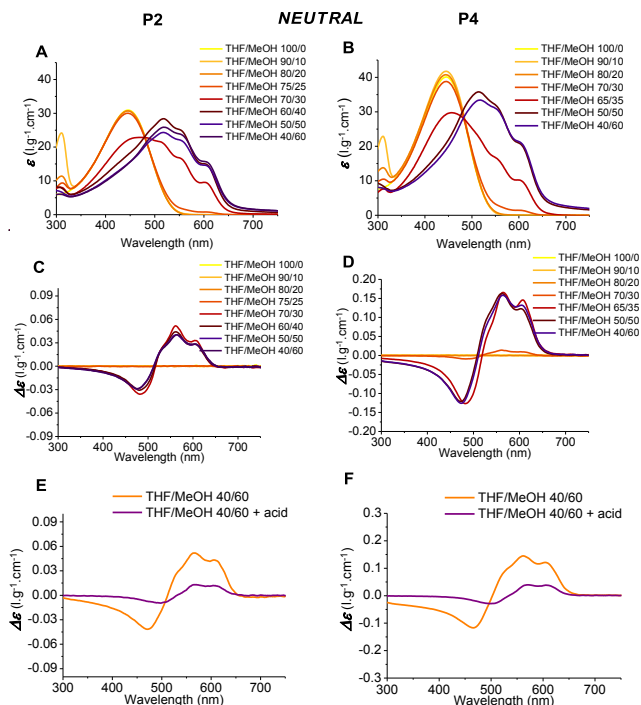 P2 NEUTRAL P4
A
THF/MeOH 100/0
THF/MeOH 90/10
THF/MeOH 80/20
THF/MeOH 75/25
THF/MeOH 70/30
THF/MeOH 60/40
THF/MeOH 50/50
THF/MeOH 40/60
40
30
20
10
0
ε (l.g⁻¹.cm⁻¹)
300 400 500 600 700
Wavelength (nm)
B
THF/MeOH 100/0
THF/MeOH 90/10
THF/MeOH 80/20
THF/MeOH 70/30
THF/MeOH 65/35
THF/MeOH 50/50
THF/MeOH 40/60
50
40
30
20
10
0
ε (l.g⁻¹.cm⁻¹)
300 400 500 600 700
Wavelength (nm)
C
THF/MeOH 100/0
THF/MeOH 90/10
THF/MeOH 80/20
THF/MeOH 75/25
THF/MeOH 70/30
THF/MeOH 60/40
THF/MeOH 50/50
THF/MeOH 40/60
0.09
0.06
0.03
0.00
-0.03
-0.06
-0.09
Δε (l.g⁻¹.cm⁻¹)
300 400 500 600 700
Wavelength (nm)
D
THF/MeOH 100/0
THF/MeOH 90/10
THF/MeOH 80/20
THF/MeOH 70/30
THF/MeOH 65/35
THF/MeOH 50/50
THF/MeOH 40/60
0.20
0.15
0.10
0.05
0.00
-0.05
-0.10
-0.15
-0.20
Δε (l.g⁻¹.cm⁻¹)
300 400 500 600 700
Wavelength (nm)
E
THF/MeOH 40/60
THF/MeOH 40/60 + acid
0.09
0.06
0.03
0.00
-0.03
-0.06
-0.09
Δε (l.g⁻¹.cm⁻¹)
300 400 500 600 700
Wavelength (nm)
F
THF/MeOH 40/60
THF/MeOH 40/60 + acid
0.3
0.2
0.1
0.0
-0.1
-0.2
-0.3
Δε (l.g⁻¹.cm⁻¹)
300 400 500 600 700
Wavelength (nm)